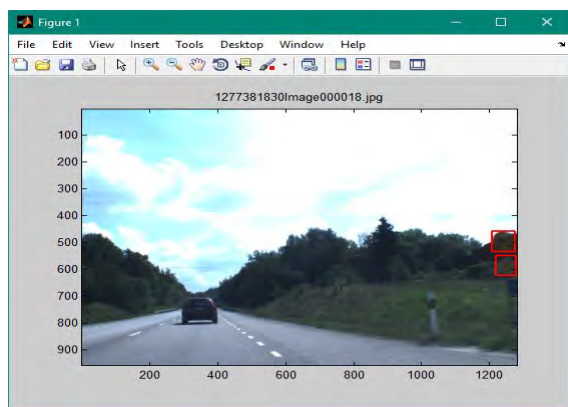 Figure 1
File Edit View Insert Tools Desktop Window Help
1277381830Image000018.jpg
100
200
300
400
500
600
700
800
900
200 400 600 800 1000 1200